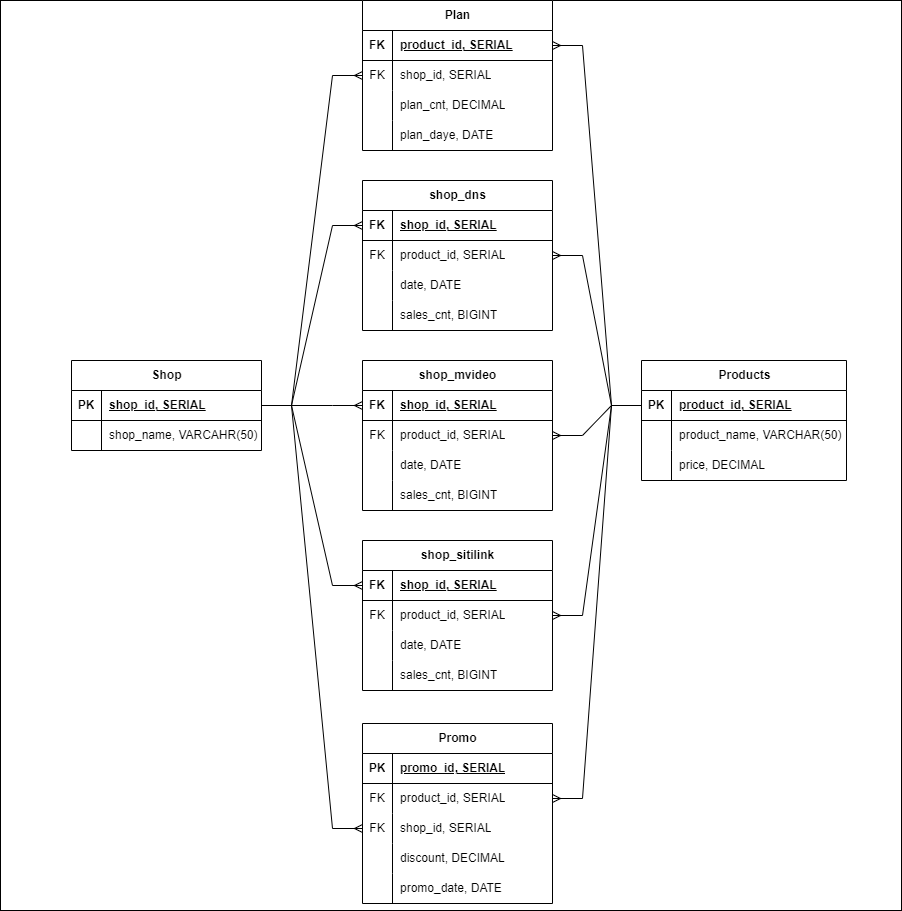 Plan
FK product_id, SERIAL
FK shop_id, SERIAL
plan_cnt, DECIMAL
plan_daye, DATE
shop_dns
FK shop_id, SERIAL
FK product_id, SERIAL
date, DATE
sales_cnt, BIGINT
Shop
PK shop_id, SERIAL
shop_name, VARCAHR(50)
shop_mvideo
FK shop_id, SERIAL
FK product_id, SERIAL
date, DATE
sales_cnt, BIGINT
Products
PK product_id, SERIAL
product_name, VARCHAR(50)
price, DECIMAL
shop_sitilink
FK shop_id, SERIAL
FK product_id, SERIAL
date, DATE
sales_cnt, BIGINT
Promo
PK promo_id, SERIAL
FK product_id, SERIAL
FK shop_id, SERIAL
discount, DECIMAL
promo_date, DATE